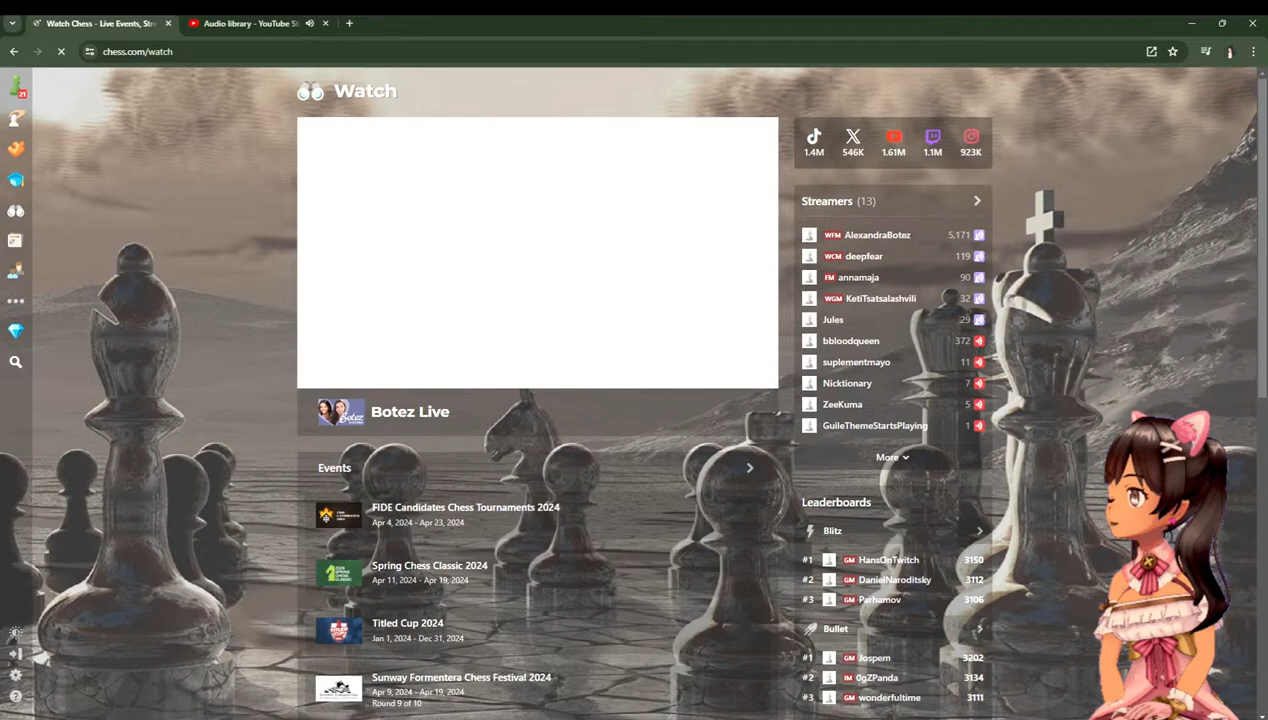 Watch Chess - Live Events, Str
Audio library - YouTube St
chess.com/watch
21
Watch
1.4M
546K
1.61M
1.1M
923K
Streamers (13)
WFM AlexandraBotez 5,171
WCM deepfear 119
FM annamaja 90
WGM KetiTsatsalashvili 32
Jules 29
bbloodqueen 372
suplementmayo 11
Nicktionary 7
ZeeKuma 5
GuileThemeStartsPlaying 1
More
Botez Live
Events
FIDE Candidates Chess Tournaments 2024
Apr 4, 2024 - Apr 23, 2024
Spring Chess Classic 2024
Apr 11, 2024 - Apr 19, 2024
Titled Cup 2024
Jan 1, 2024 - Dec 31, 2024
Sunway Formentera Chess Festival 2024
Apr 9, 2024 - Apr 19, 2024
Round 9 of 10
Leaderboards
Blitz
#1 GM HansOnTwitch 3150
#2 GM DanielNaroditsky 3112
#3 GM Parhamov 3106
Bullet
#1 GM Jospem 3202
#2 IM 0gZPanda 3134
#3 GM wonderfultime 3111